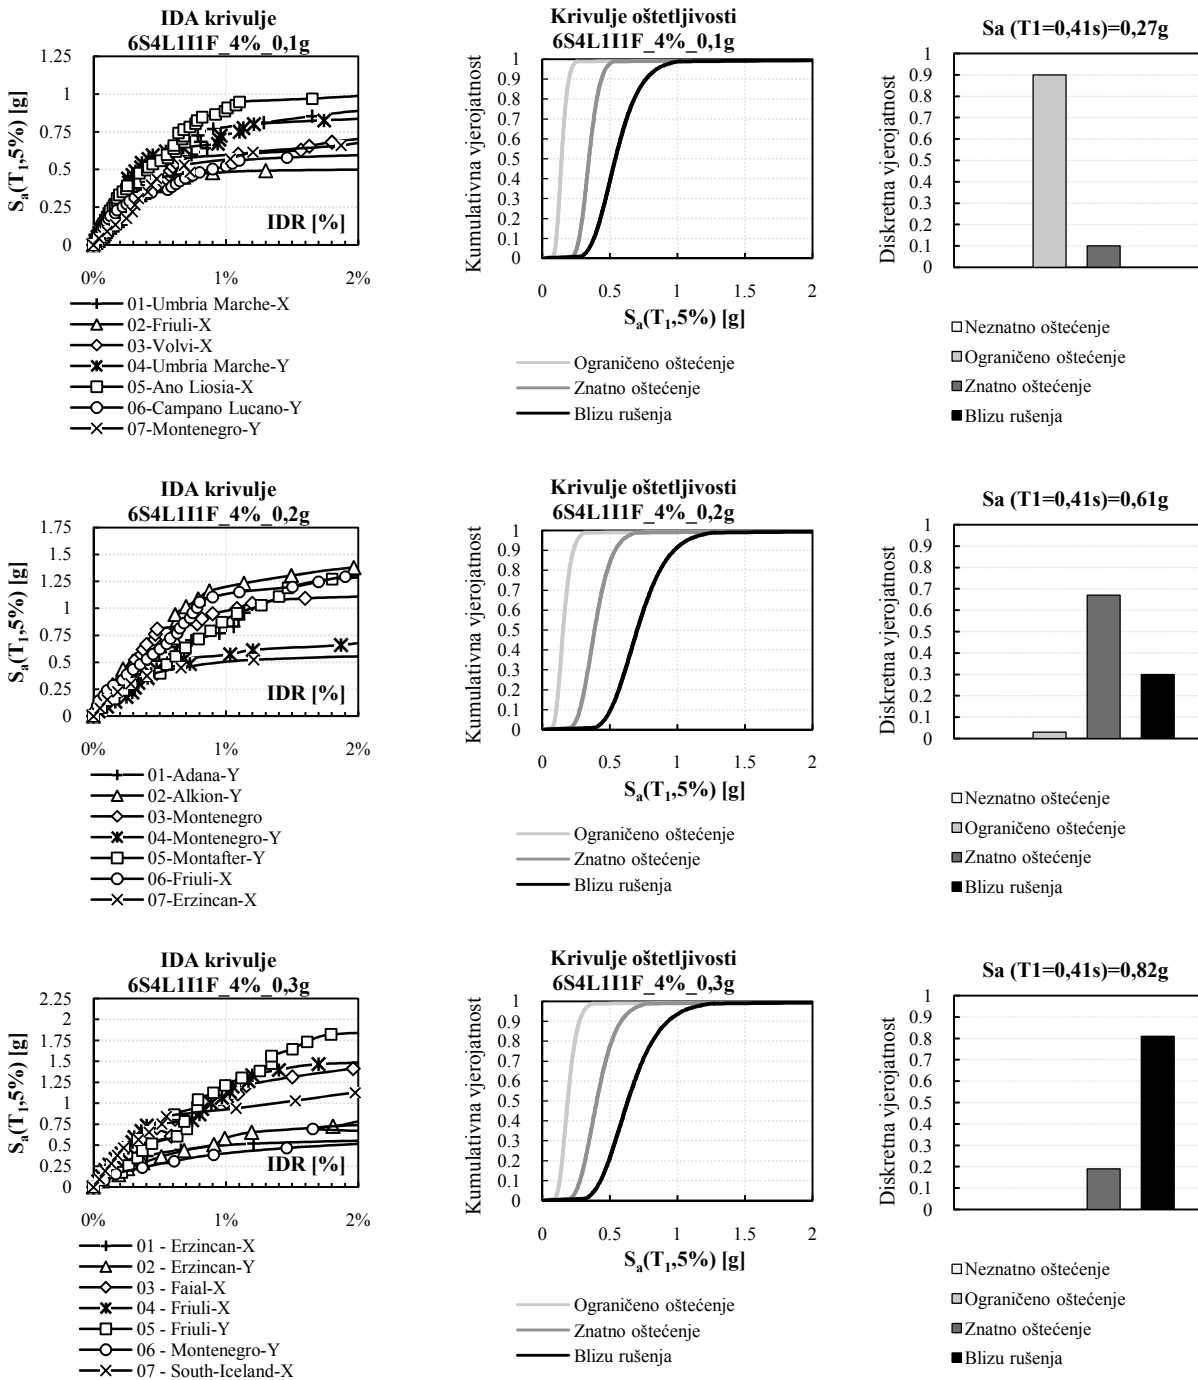 IDA krivulje
6S4L1I1F_4%_0,1g
Sa(T1,5%) [g]
1.25
1
0.75
0.5
0.25
0
IDR [%]
0% 1% 2%
01-Umbria Marche-X
02-Friuli-X
03-Volvi-X
04-Umbria Marche-Y
05-Ano Liosia-X
06-Campano Lucano-Y
07-Montenegro-Y
Krivulje oštetljivosti
6S4L1I1F_4%_0,1g
Kumulativna vjerojatnost
1
0.9
0.8
0.7
0.6
0.5
0.4
0.3
0.2
0.1
0
0 0.5 1 1.5 2
Sa(T1,5%) [g]
Ograničeno oštećenje
Znatno oštećenje
Blizu rušenja
Sa (T1=0,41s)=0,27g
Diskretna vjerojatnost
1
0.9
0.8
0.7
0.6
0.5
0.4
0.3
0.2
0.1
0
Neznatno oštećenje
Ograničeno oštećenje
Znatno oštećenje
Blizu rušenja
IDA krivulje
6S4L1I1F_4%_0,2g
Sa(T1,5%) [g]
1.75
1.5
1.25
1
0.75
0.5
0.25
0
IDR [%]
0% 1% 2%
01-Adana-Y
02-Alkion-Y
03-Montenegro
04-Montenegro-Y
05-Montafter-Y
06-Friuli-X
07-Erzincan-X
Krivulje oštetljivosti
6S4L1I1F_4%_0,2g
Kumulativna vjerojatnost
1
0.9
0.8
0.7
0.6
0.5
0.4
0.3
0.2
0.1
0
0 0.5 1 1.5 2
Sa(T1,5%) [g]
Ograničeno oštećenje
Znatno oštećenje
Blizu rušenja
Sa (T1=0,41s)=0,61g
Diskretna vjerojatnost
1
0.9
0.8
0.7
0.6
0.5
0.4
0.3
0.2
0.1
0
Neznatno oštećenje
Ograničeno oštećenje
Znatno oštećenje
Blizu rušenja
IDA krivulje
6S4L1I1F_4%_0,3g
Sa(T1,5%) [g]
2.25
2
1.75
1.5
1.25
1
0.75
0.5
0.25
0
IDR [%]
0% 1% 2%
01 - Erzincan-X
02 - Erzincan-Y
03 - Faial-X
04 - Friuli-X
05 - Friuli-Y
06 - Montenegro-Y
07 - South-Iceland-X
Krivulje oštetljivosti
6S4L1I1F_4%_0,3g
Kumulativna vjerojatnost
1
0.9
0.8
0.7
0.6
0.5
0.4
0.3
0.2
0.1
0
0 0.5 1 1.5 2
Sa(T1,5%) [g]
Ograničeno oštećenje
Znatno oštećenje
Blizu rušenja
Sa (T1=0,41s)=0,82g
Diskretna vjerojatnost
1
0.9
0.8
0.7
0.6
0.5
0.4
0.3
0.2
0.1
0
Neznatno oštećenje
Ograničeno oštećenje
Znatno oštećenje
Blizu rušenja